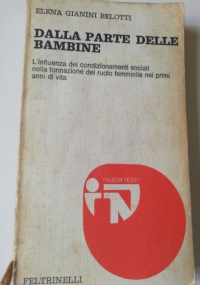 ELENA GIANINI BELOTTI
DALLA PARTE DELLE
BAMBINE
L'influenza dei condizionamenti sociali
nella formazione del ruolo femminile nei primi
anni di vita
I NUOVI TESTI
FELTRINELLI